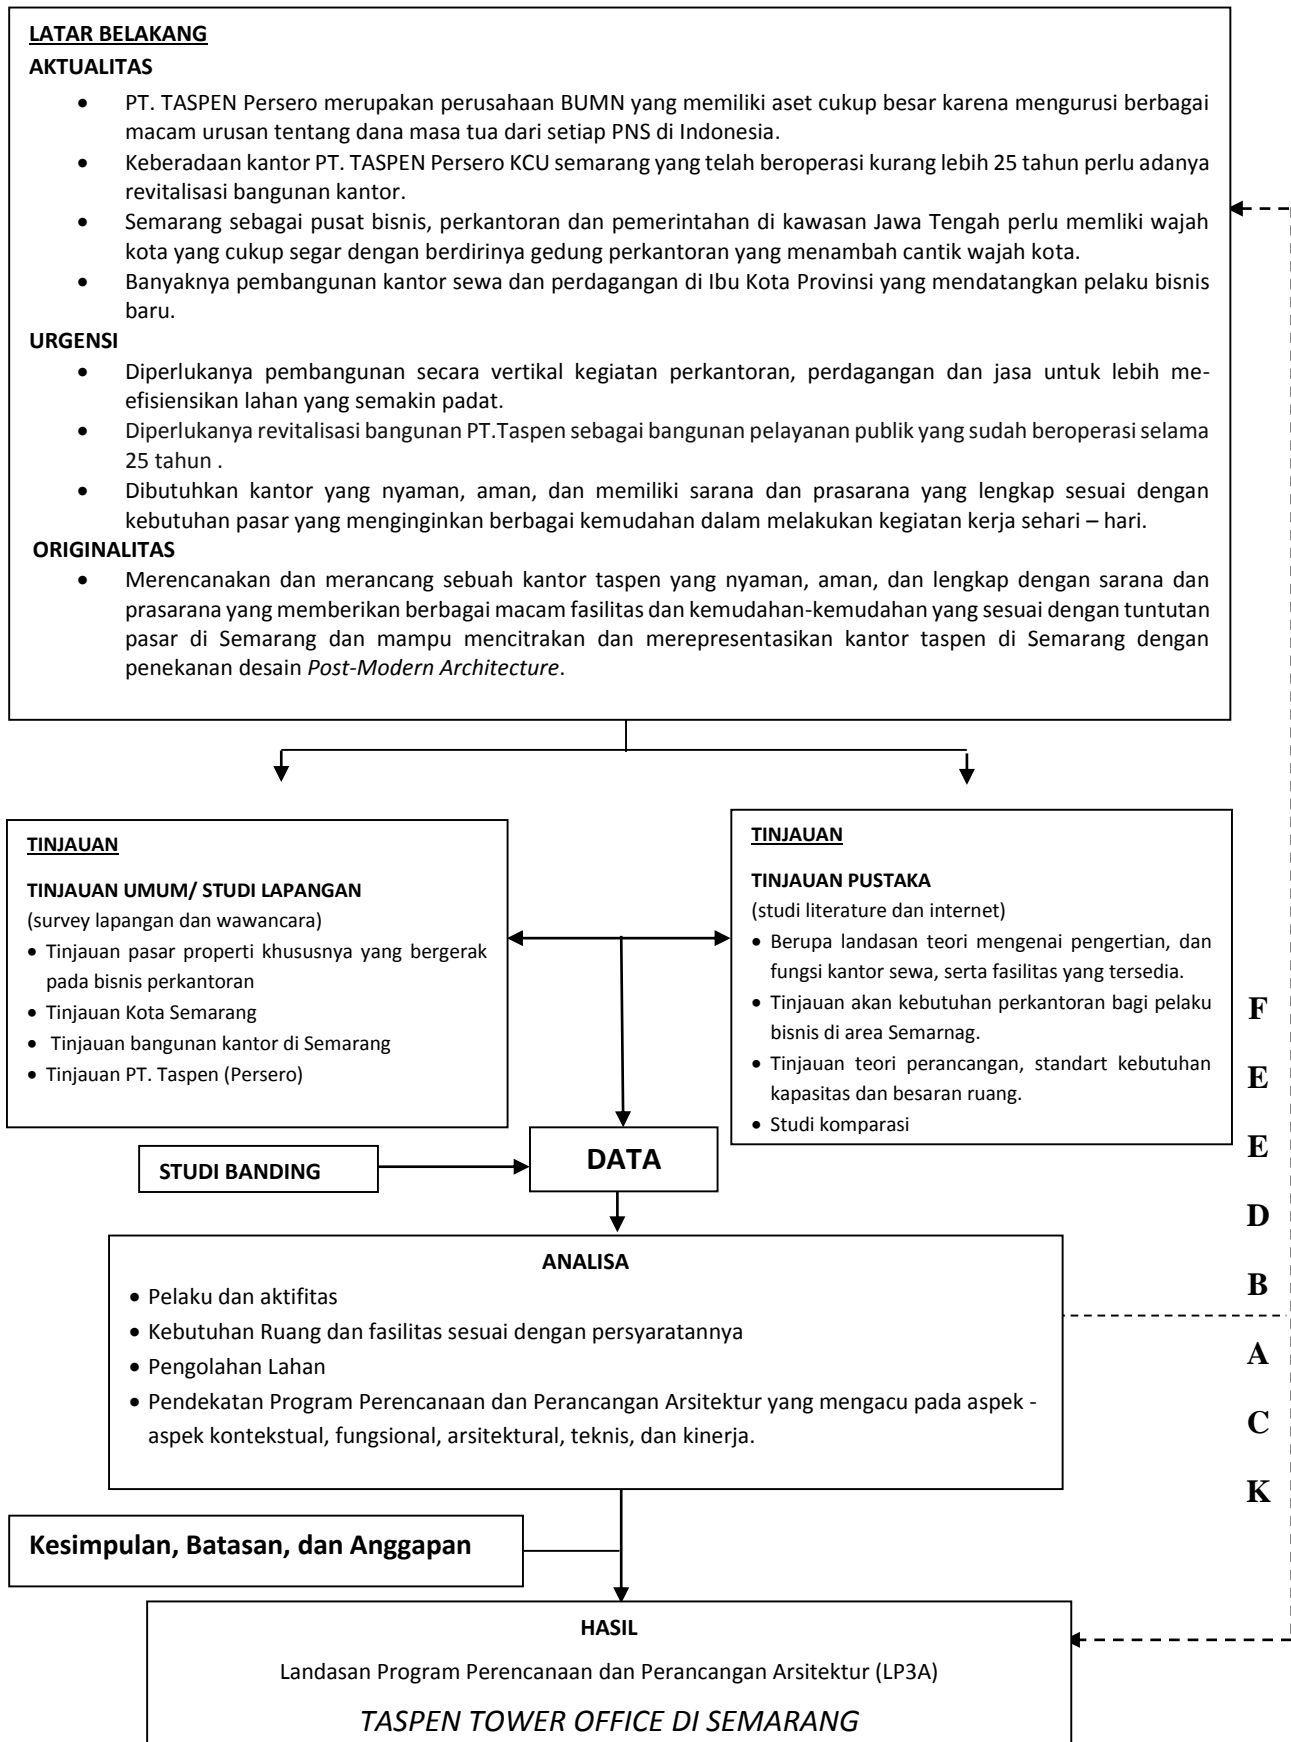 LATAR BELAKANG
AKTUALITAS
• PT. TASPEN Persero merupakan perusahaan BUMN yang memiliki aset cukup besar karena mengurusi berbagai
macam urusan tentang dana masa tua dari setiap PNS di Indonesia.
• Keberadaan kantor PT. TASPEN Persero KCU semarang yang telah beroperasi kurang lebih 25 tahun perlu adanya
revitalisasi bangunan kantor.
• Semarang sebagai pusat bisnis, perkantoran dan pemerintahan di kawasan Jawa Tengah perlu memliki wajah
kota yang cukup segar dengan berdirinya gedung perkantoran yang menambah cantik wajah kota.
• Banyaknya pembangunan kantor sewa dan perdagangan di Ibu Kota Provinsi yang mendatangkan pelaku bisnis
baru.
URGENSI
• Diperlukanya pembangunan secara vertikal kegiatan perkantoran, perdagangan dan jasa untuk lebih me-
efisiensikan lahan yang semakin padat.
• Diperlukanya revitalisasi bangunan PT.Taspen sebagai bangunan pelayanan publik yang sudah beroperasi selama
25 tahun .
• Dibutuhkan kantor yang nyaman, aman, dan memiliki sarana dan prasarana yang lengkap sesuai dengan
kebutuhan pasar yang menginginkan berbagai kemudahan dalam melakukan kegiatan kerja sehari – hari.
ORIGINALITAS
• Merencanakan dan merancang sebuah kantor taspen yang nyaman, aman, dan lengkap dengan sarana dan
prasarana yang memberikan berbagai macam fasilitas dan kemudahan-kemudahan yang sesuai dengan tuntutan
pasar di Semarang dan mampu mencitrakan dan merepresentasikan kantor taspen di Semarang dengan
penekanan desain Post-Modern Architecture.
TINJAUAN
TINJAUAN UMUM/ STUDI LAPANGAN
(survey lapangan dan wawancara)
• Tinjauan pasar properti khususnya yang bergerak
pada bisnis perkantoran
• Tinjauan Kota Semarang
• Tinjauan bangunan kantor di Semarang
• Tinjauan PT. Taspen (Persero)
TINJAUAN
TINJAUAN PUSTAKA
(studi literature dan internet)
• Berupa landasan teori mengenai pengertian, dan
fungsi kantor sewa, serta fasilitas yang tersedia.
• Tinjauan akan kebutuhan perkantoran bagi pelaku
bisnis di area Semarnag.
• Tinjauan teori perancangan, standart kebutuhan
kapasitas dan besaran ruang.
• Studi komparasi
STUDI BANDING
DATA
ANALISA
• Pelaku dan aktifitas
• Kebutuhan Ruang dan fasilitas sesuai dengan persyaratannya
• Pengolahan Lahan
• Pendekatan Program Perencanaan dan Perancangan Arsitektur yang mengacu pada aspek -
aspek kontekstual, fungsional, arsitektural, teknis, dan kinerja.
F
E
E
D
B
A
C
K
Kesimpulan, Batasan, dan Anggapan
HASIL
Landasan Program Perencanaan dan Perancangan Arsitektur (LP3A)
TASPEN TOWER OFFICE DI SEMARANG